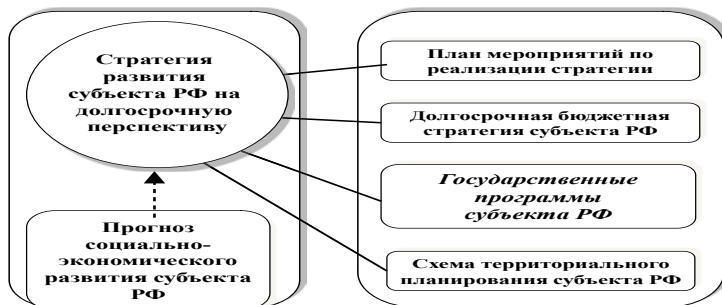 Стратегия
развития
субъекта РФ на
долгосрочную
перспективу
Прогноз
социально-
экономического
развития субъекта
РФ
План мероприятий по
реализации стратегии
Долгосрочная бюджетная
стратегия субъекта РФ
Государственные
программы
субъекта РФ
Схема территориального
планирования субъекта РФ